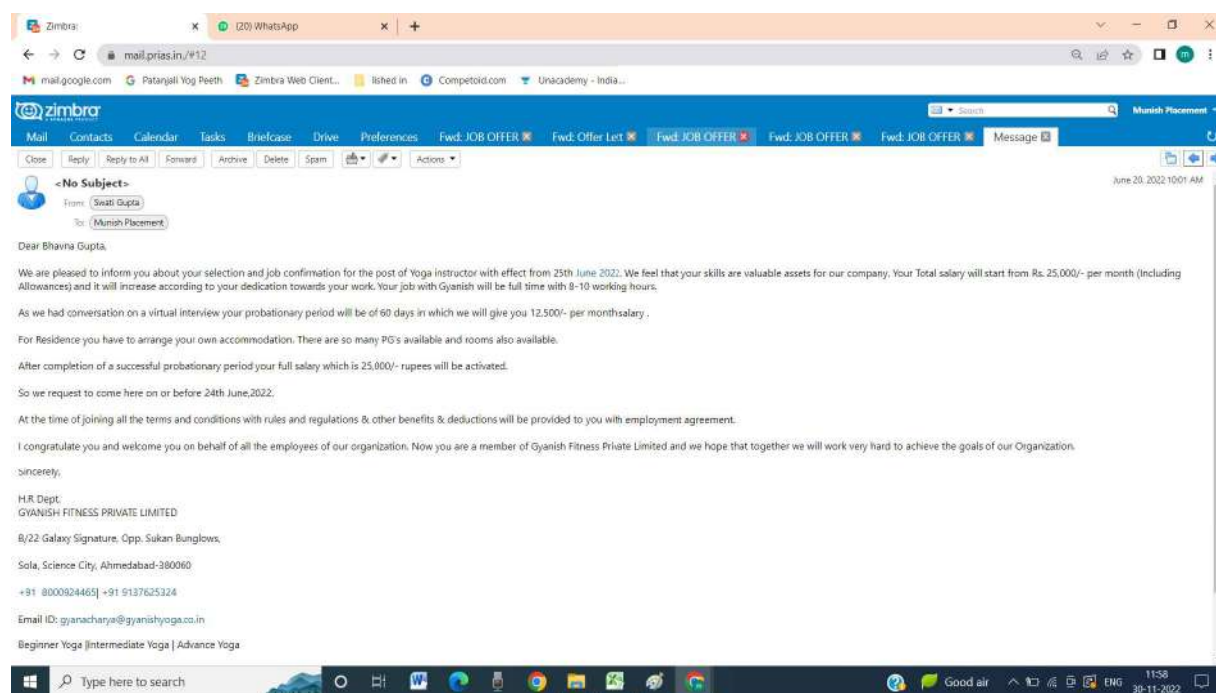 Zimbra:
(20) WhatsApp
mail.prias.in./#12
mail.google.com Patanjali Yog Peeth Zimbra Web Client... lished in Competoid.com Unacademy - India...
zimbra
Search
Munish Placement
Mail Contacts Calendar Tasks Briefcase Drive Preferences Fwd: JOB OFFER Fwd: Offer Lett Fwd: JOB OFFER Fwd: JOB OFFER Fwd: JOB OFFER Message
Close Reply Reply to All Forward Archive Delete Spam Actions
<No Subject>
June 20, 2022 10:01 AM
From: Swati Gupta
To: Munish Placement
Dear Bhavna Gupta,
We are pleased to inform you about your selection and job confirmation for the post of Yoga instructor with effect from 25th June 2022. We feel that your skills are valuable assets for our company. Your Total salary will start from Rs. 25,000/- per month (Including
Allowances) and it will increase according to your dedication towards your work. Your job with Gyanish will be full time with 8-10 working hours.
As we had conversation on a virtual interview your probationary period will be of 60 days in which we will give you 12,500/- per monthsalary .
For Residence you have to arrange your own accommodation. There are so many PG's available and rooms also available.
After completion of a successful probationary period your full salary which is 25,000/- rupees will be activated.
So we request to come here on or before 24th June,2022.
At the time of joining all the terms and conditions with rules and regulations & other benefits & deductions will be provided to you with employment agreement.
I congratulate you and welcome you on behalf of all the employees of our organization. Now you are a member of Gyanish Fitness Private Limited and we hope that together we will work very hard to achieve the goals of our Organization.
Sincerely,
H.R Dept.
GYANISH FITNESS PRIVATE LIMITED
B/22 Galaxy Signature, Opp. Sukan Bunglows,
Sola, Science City, Ahmedabad-380060
+91 8000924465| +91 9137625324
Email ID: gyanacharya@gyanishyoga.co.in
Beginner Yoga |Intermediate Yoga | Advance Yoga
Type here to search
Good air
ENG
11:58
30-11-2022